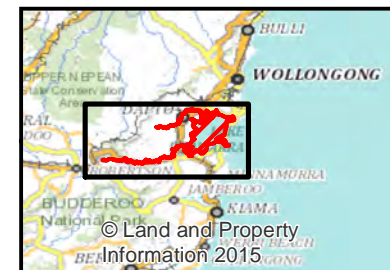 BULLI
UPPER NEPEAN
State Conservation
Area
WOLLONGONG
DAPTO
ROBERTSON
MINNAMURRA
JAMBEROO
BUDDEROO
National Park
KIAMA
© Land and Property
WERRI BEACH
Information 2015